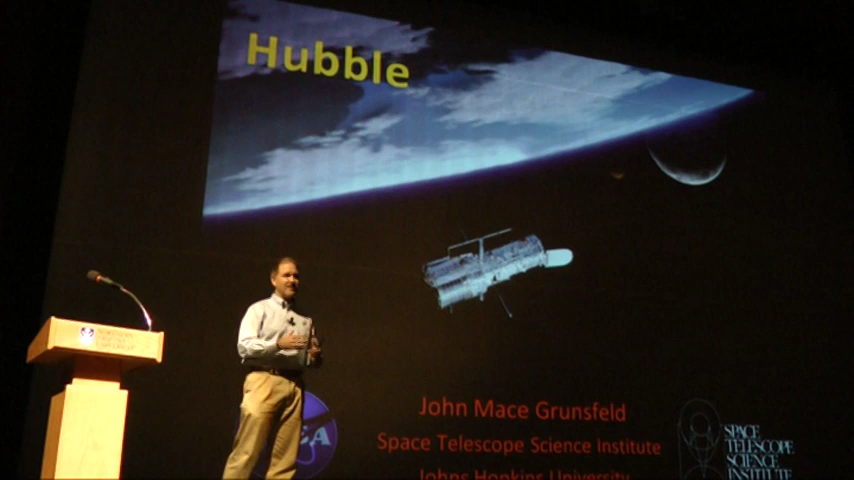 Hubble
John Mace Grunsfeld
Space Telescope Science Institute
Johns Hopkins University
SPACE
TELESCOPE
SCIENCE
INSTITUTE